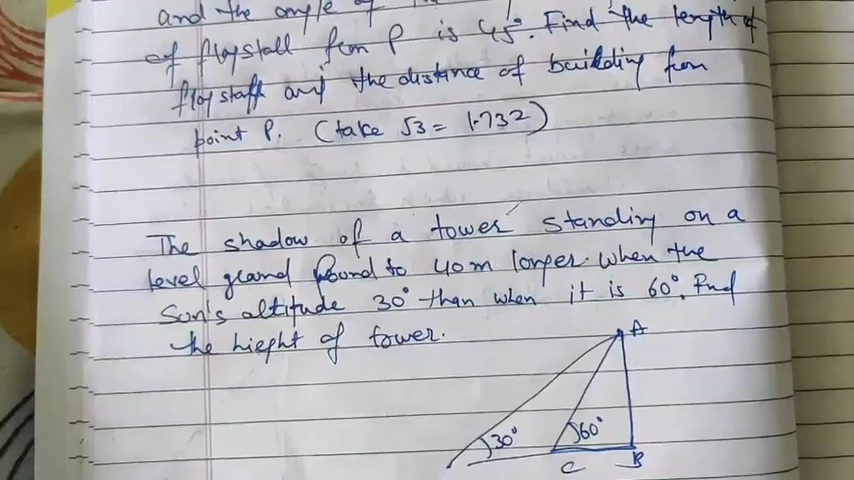 and the angle of
of flagstaff from P is 45°. Find the length of
flagstaff and the distance of building from
point P. (take √3 = 1.732)
The shadow of a tower standing on a
level ground found to 40 m longer when the
Sun's altitude 30° than when it is 60°. Find
the hieght of tower.
A
30° 60°
C B